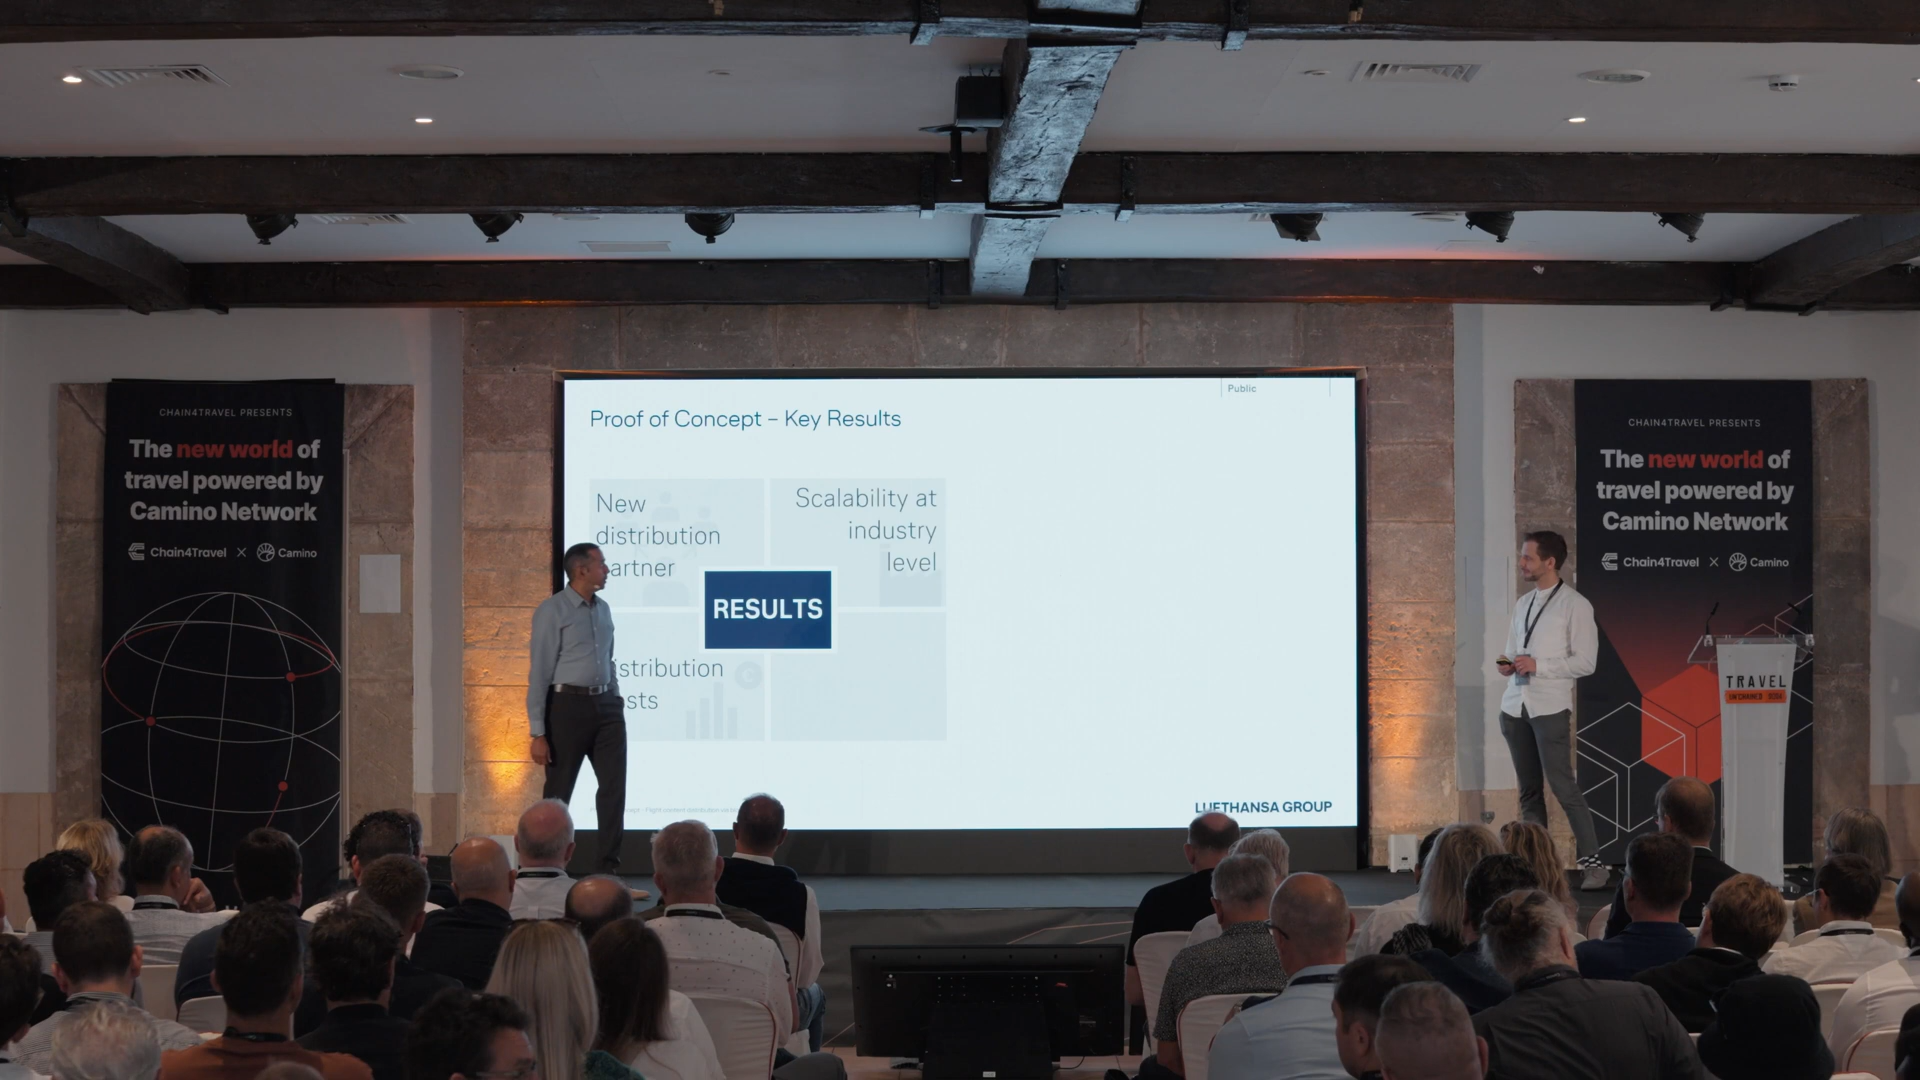 CHAIN4TRAVEL PRESENTS
The new world of
travel powered by
Camino Network
Chain4Travel × Camino
Public
Proof of Concept – Key Results
New
distribution
artner
Scalability at
industry
level
RESULTS
istribution
sts
LUFTHANSA GROUP
CHAIN4TRAVEL PRESENTS
The new world of
travel powered by
Camino Network
Chain4Travel × Camino
TRAVEL